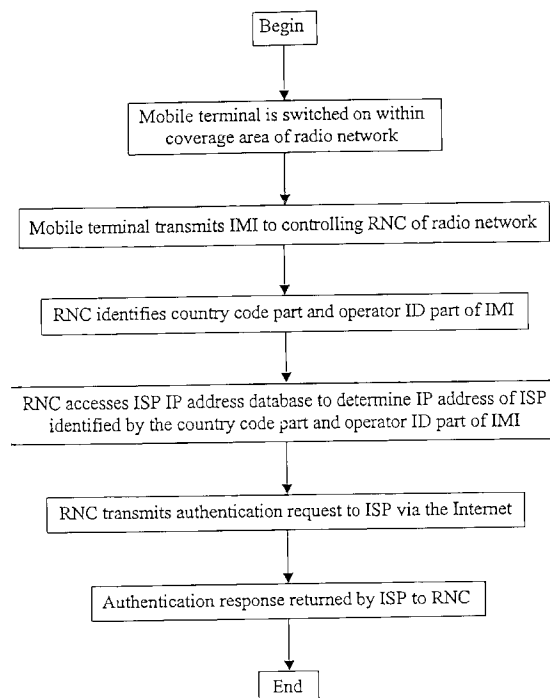 Begin
Mobile terminal is switched on within
coverage area of radio network
Mobile terminal transmits IMI to controlling RNC of radio network
RNC identifies country code part and operator ID part of IMI
RNC accesses ISP IP address database to determine IP address of ISP
identified by the country code part and operator ID part of IMI
RNC transmits authentication request to ISP via the Internet
Authentication response returned by ISP to RNC
End